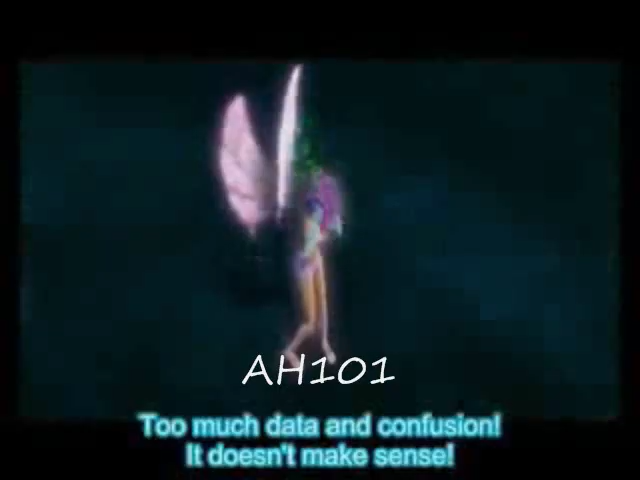 AH101
Too much data and confusion!
It doesn't make sense!